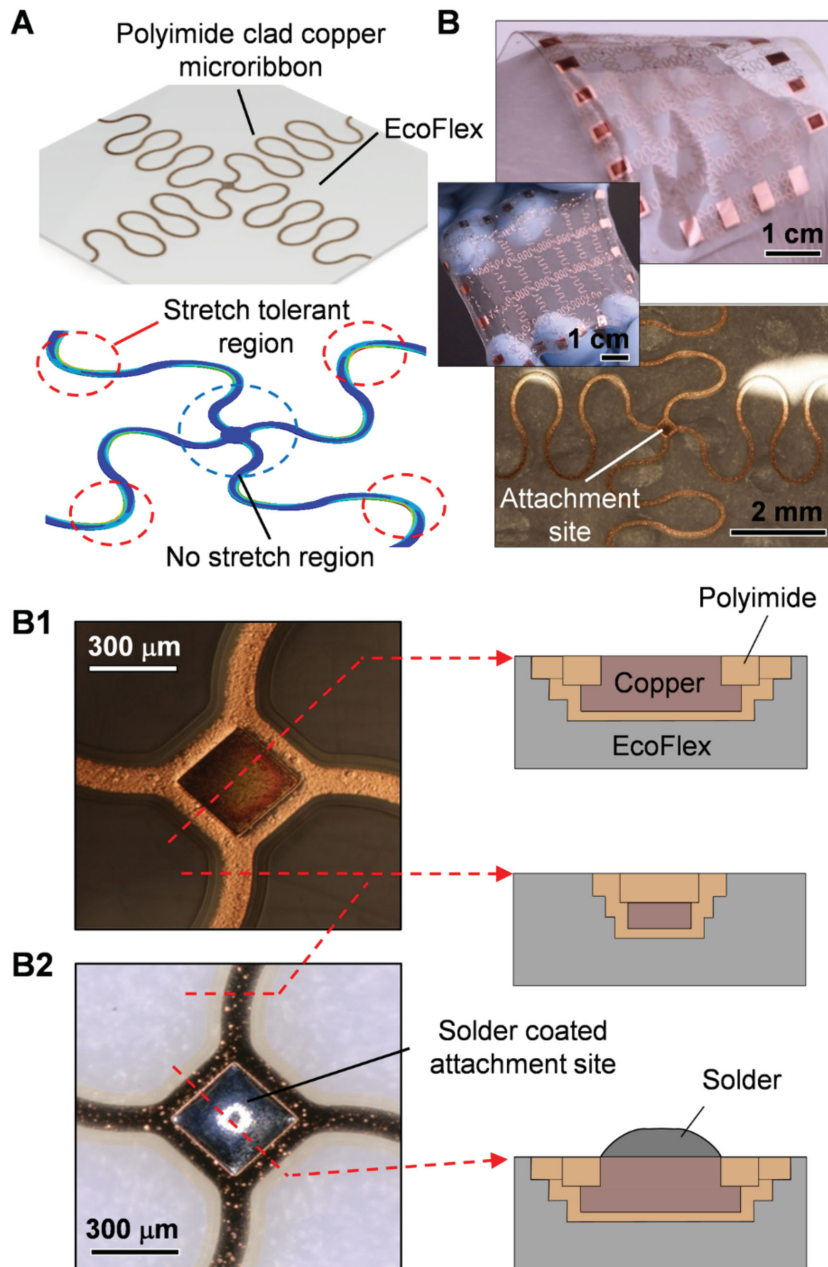 A
Polyimide clad copper
microribbon
EcoFlex
Stretch tolerant
region
No stretch region
B
1 cm
1 cm
Attachment
site
2 mm
B1
300 μm
Polyimide
Copper
EcoFlex
B2
Solder coated
attachment site
Solder
300 μm